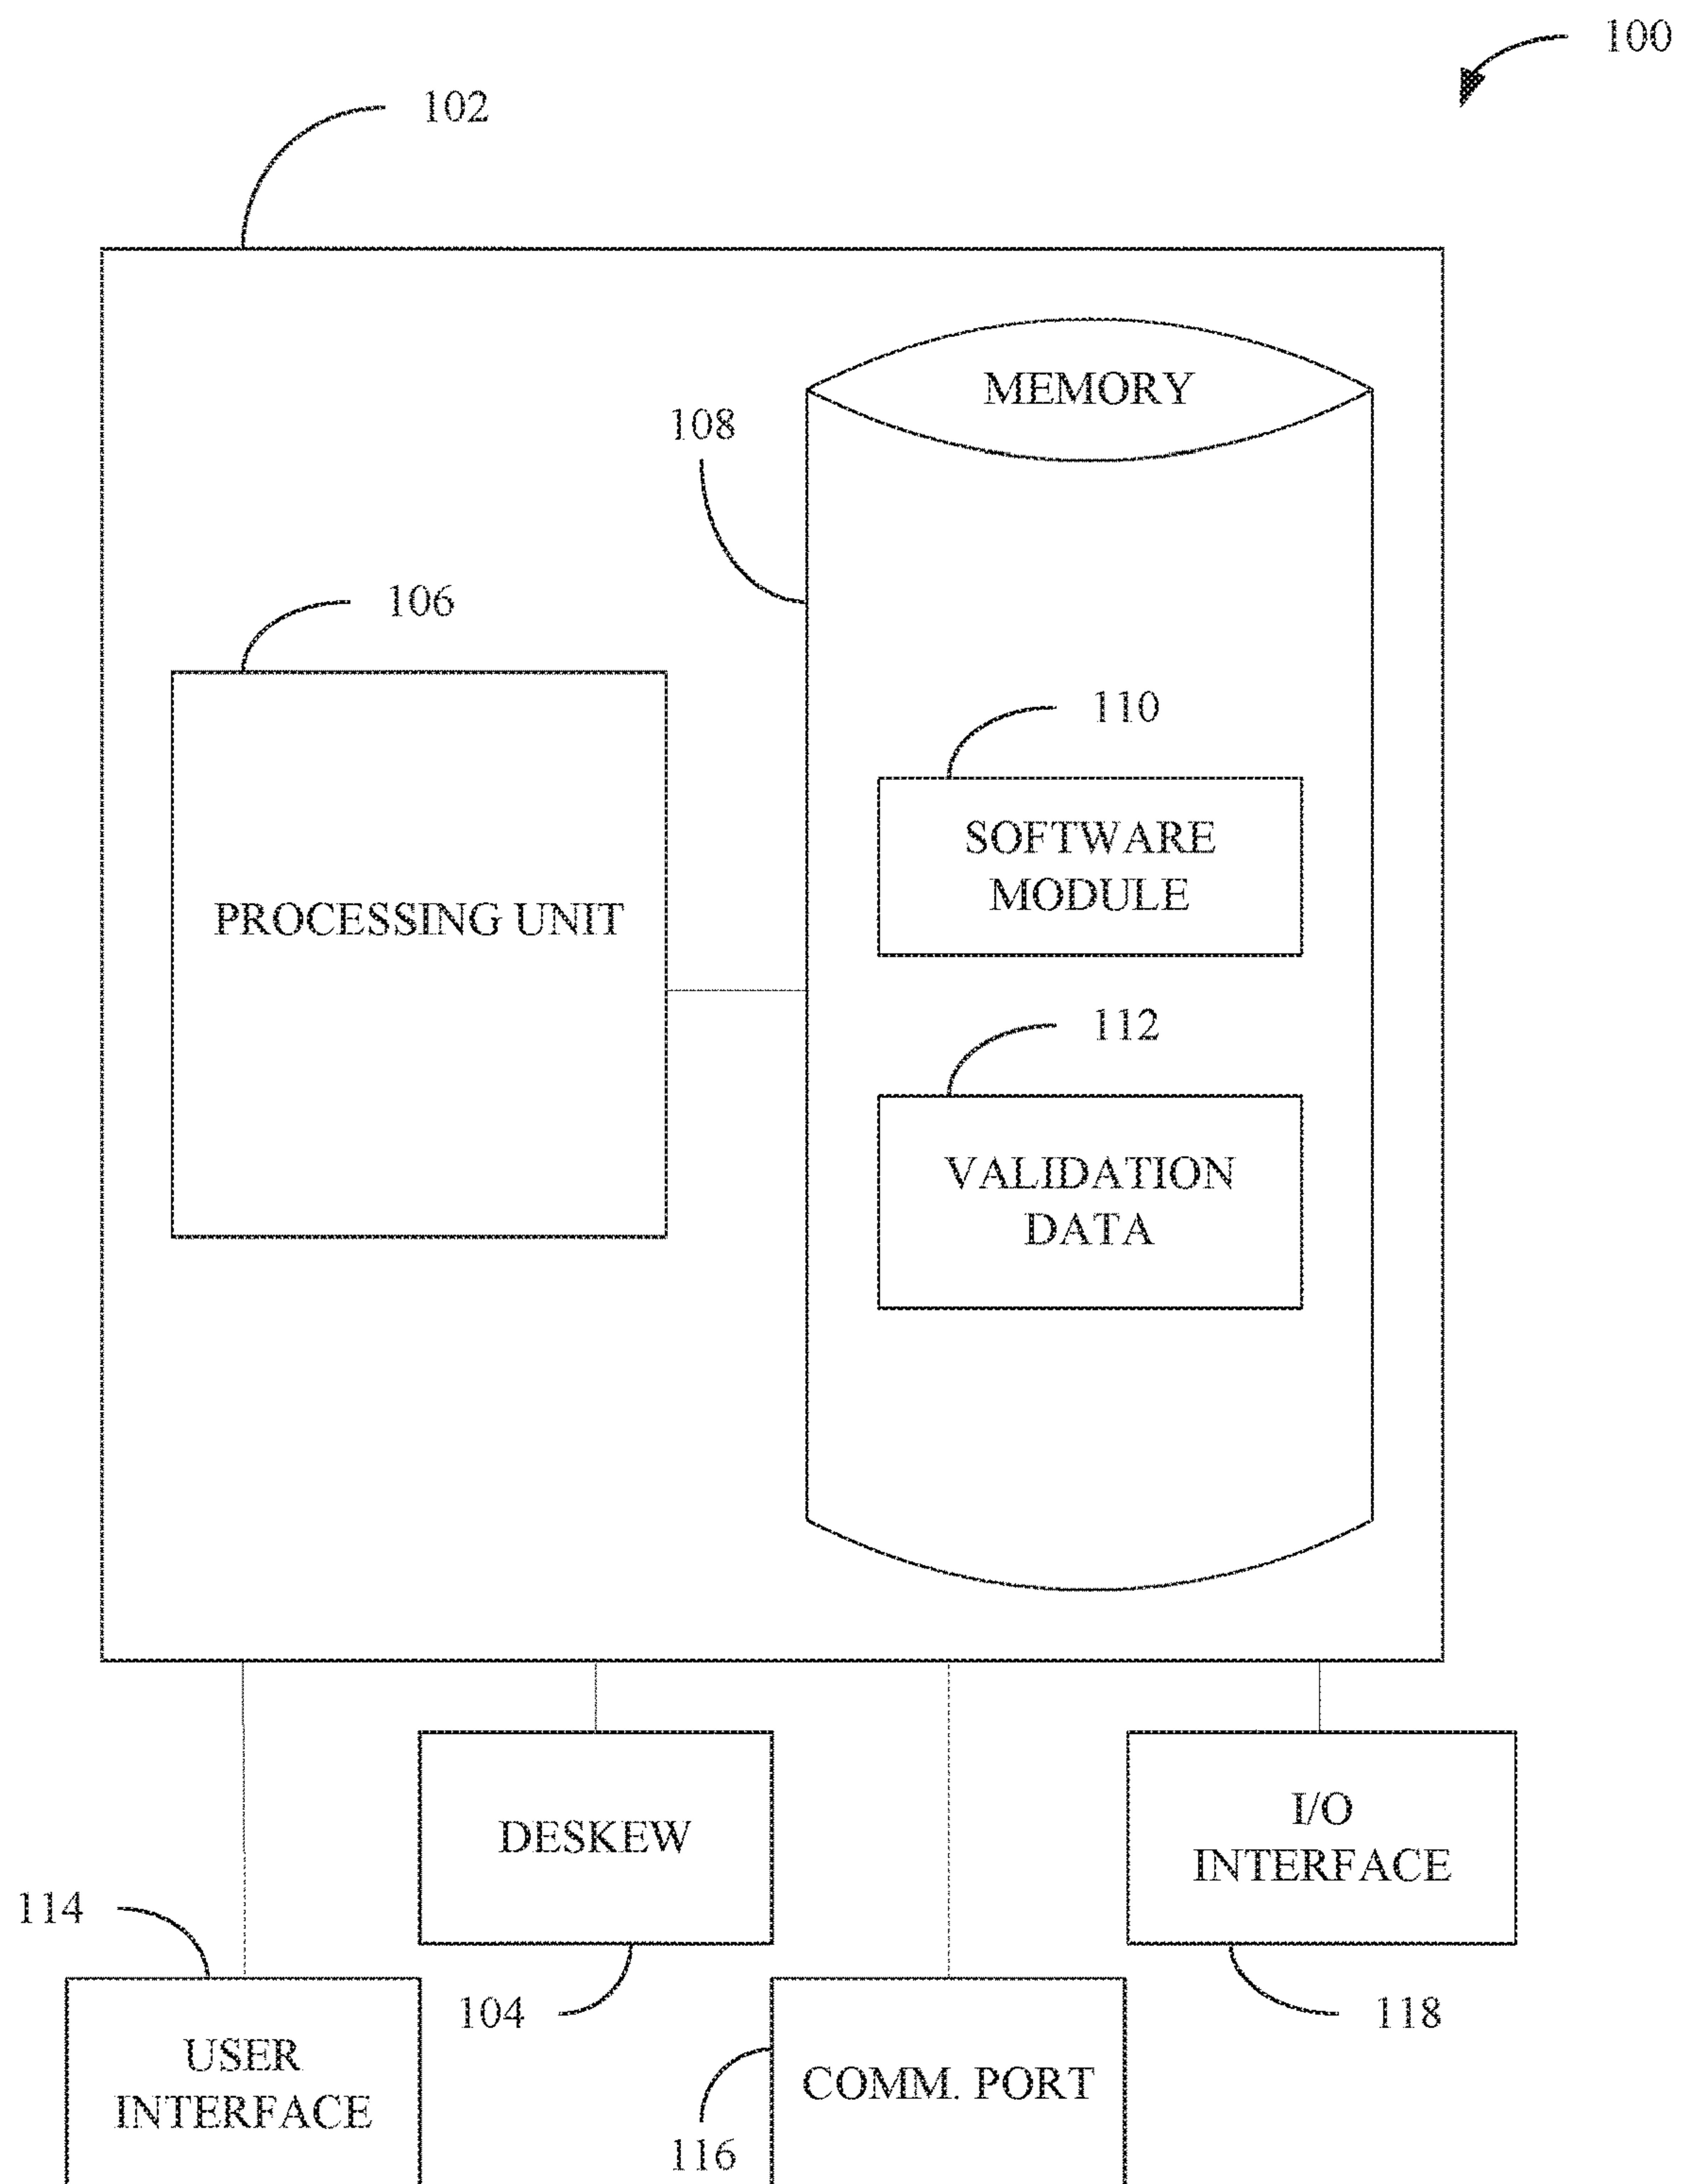 100
102
MEMORY
108
106
110
SOFTWARE
MODULE
PROCESSING UNIT
112
VALIDATION
DATA
I/O
INTERFACE
DESKEW
114
104
118
USER
INTERFACE
COMM. PORT
116